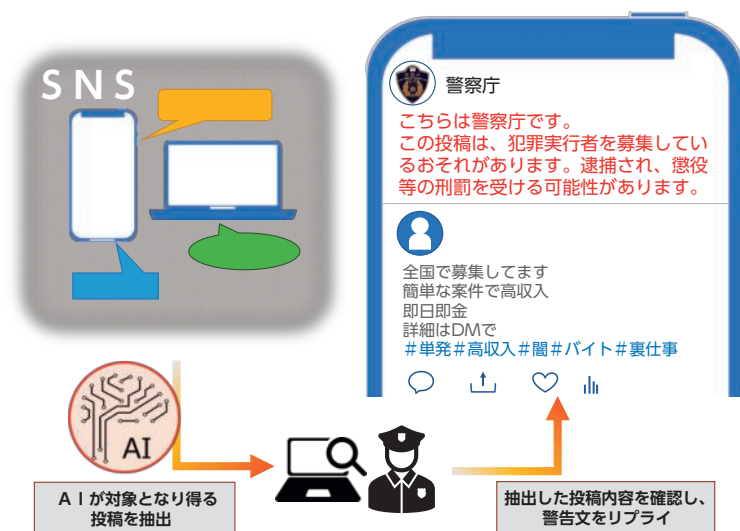 SNS
警察庁
こちらは警察庁です。
この投稿は、犯罪実行者を募集してい
るおそれがあります。逮捕され、懲役
等の刑罰を受ける可能性があります。
全国で募集してます
簡単な案件で高収入
即日即金
詳細はDMで
#単発#高収入#闇#バイト#裏仕事
AI
AIが対象となり得る
投稿を抽出
抽出した投稿内容を確認し、
警告文をリプライ